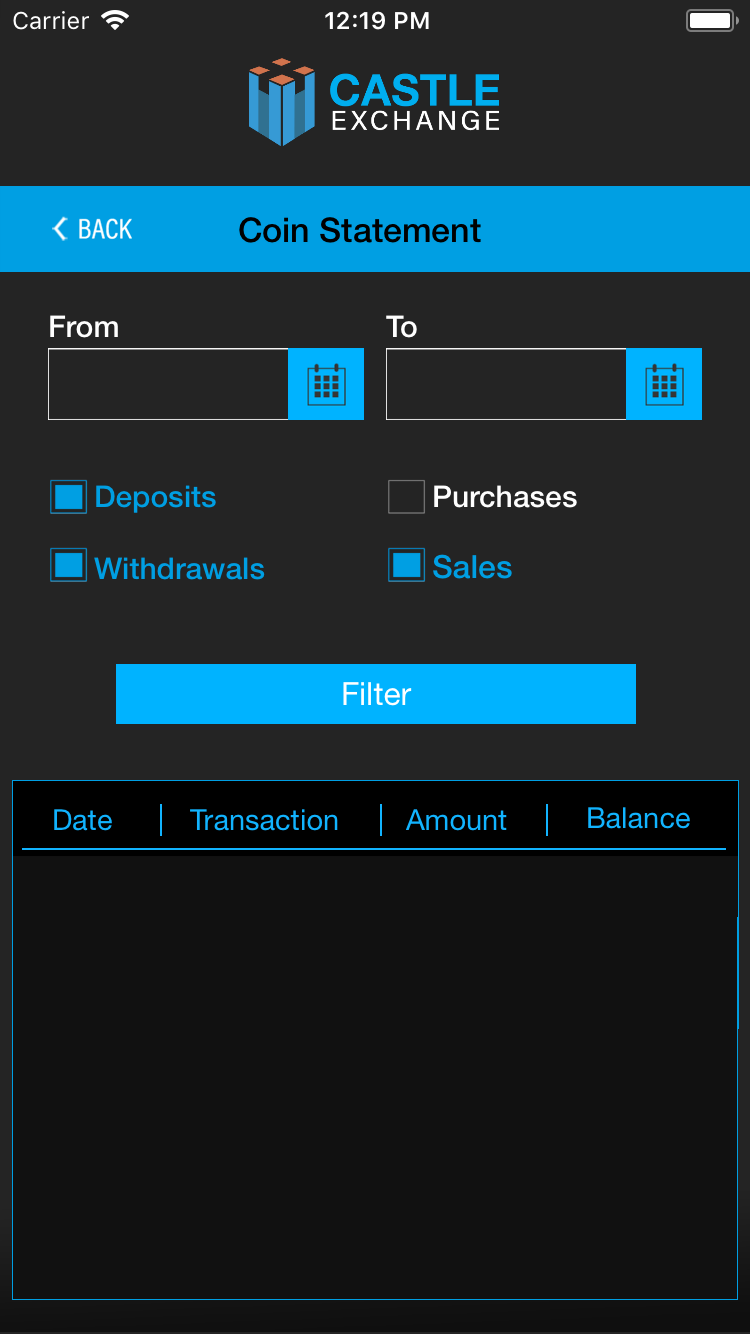 Carrier 12:19 PM
CASTLE
EXCHANGE
BACK Coin Statement
From To
Deposits Purchases
Withdrawals Sales
Filter
Date Transaction Amount Balance